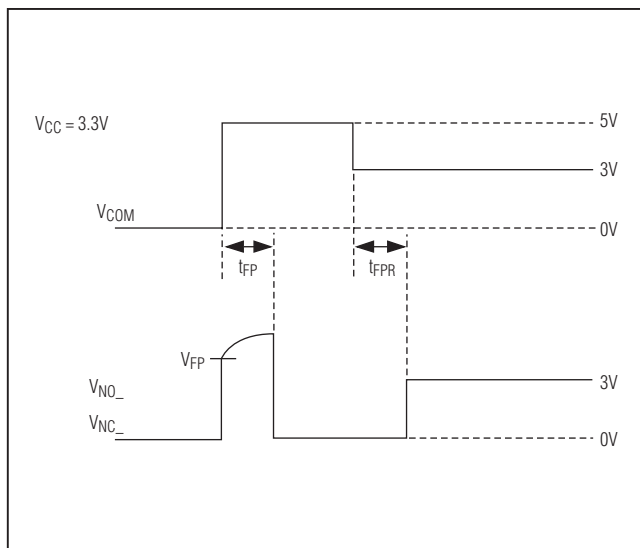 VCC = 3.3V
5V
3V
VCOM
0V
tFP
tFPR
VFP
VNO_
3V
VNC_
0V